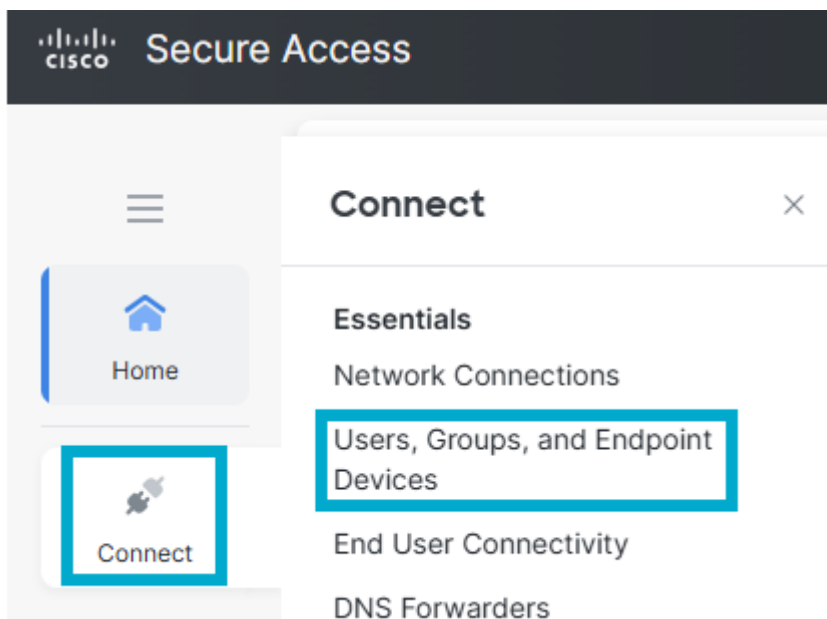 cisco Secure Access
Connect
Home
Essentials
Network Connections
Users, Groups, and Endpoint
Devices
Connect
End User Connectivity
DNS Forwarders